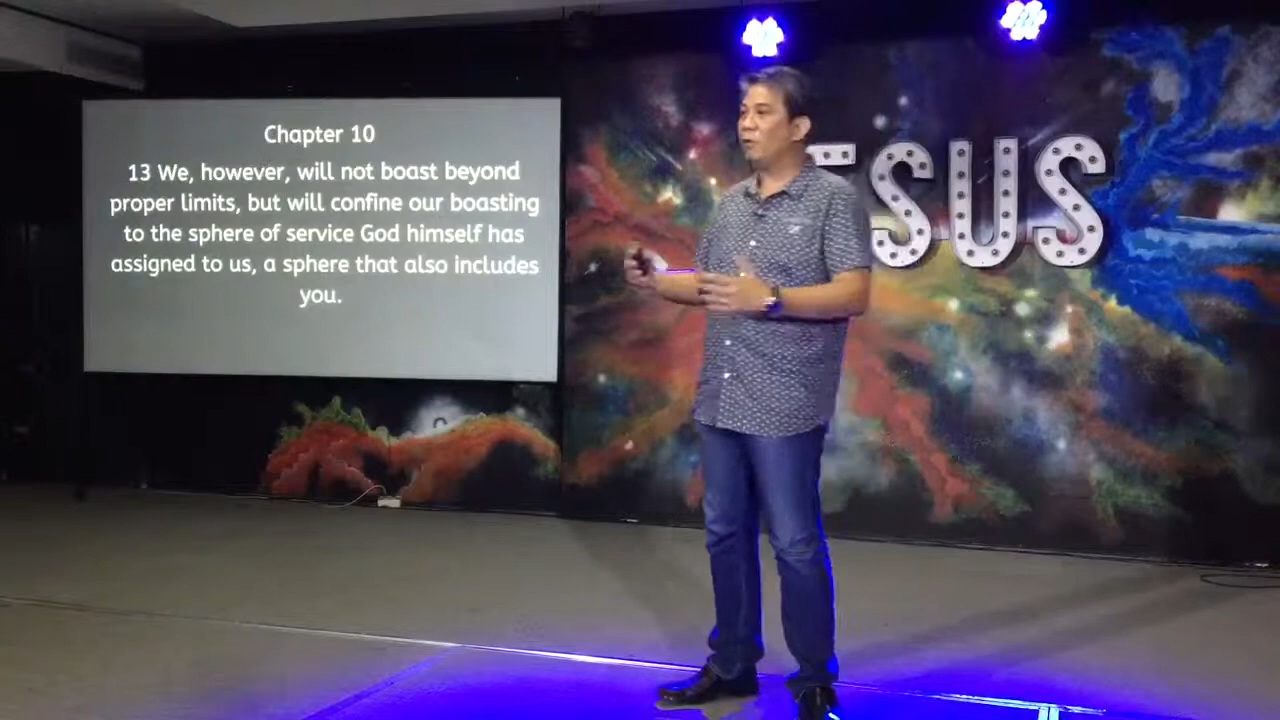 Chapter 10
13 We, however, will not boast beyond
proper limits, but will confine our boasting
to the sphere of service God himself has
assigned to us, a sphere that also includes
you.
ESUS